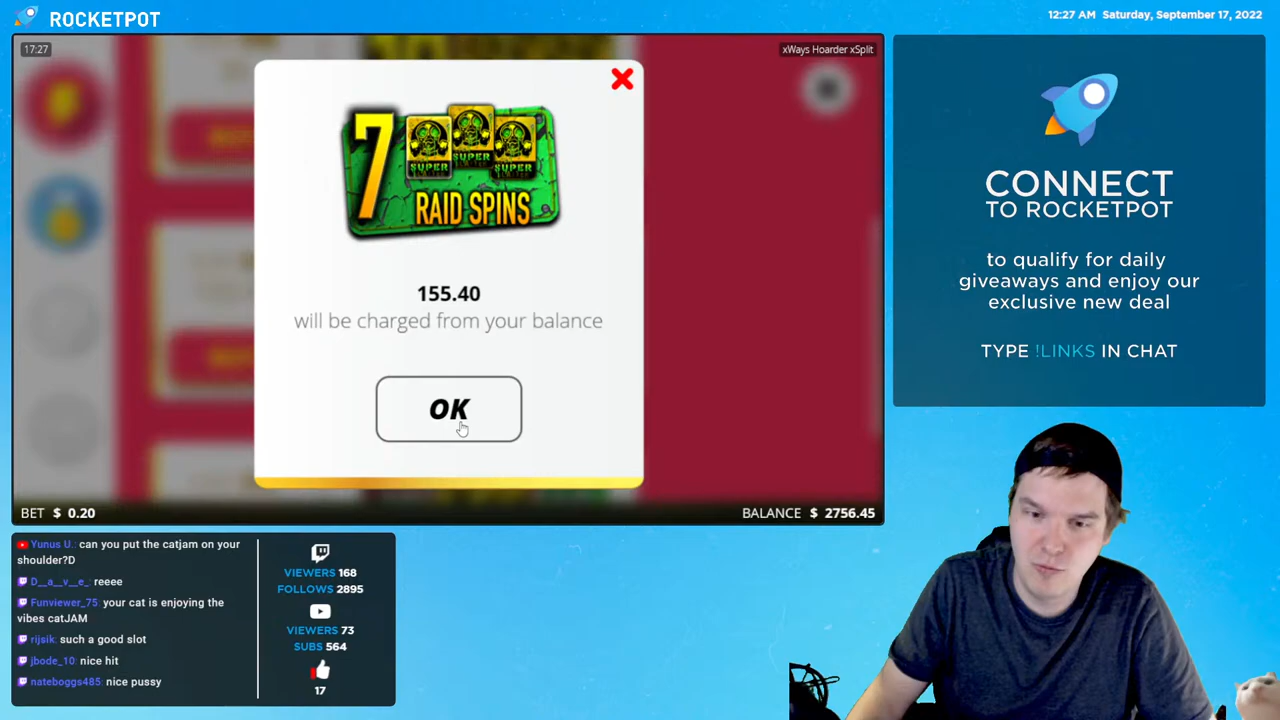 ROCKETPOT
12:27 AM Saturday, September 17, 2022
17:27
xWays Hoarder xSplit
7
SUPER SUPER SUPER
RAID SPINS
155.40
will be charged from your balance
OK
BET $ 0.20
BALANCE $ 2756.45
CONNECT
TO ROCKETPOT
to qualify for daily
giveaways and enjoy our
exclusive new deal
TYPE !LINKS IN CHAT
Yunus U.: can you put the catjam on your
shoulder?D
D__a__v__e_: reeee
Funviewer_75: your cat is enjoying the
vibes catJAM
rijsik: such a good slot
jbode_10: nice hit
nateboggs485: nice pussy
VIEWERS 168
FOLLOWS 2895
VIEWERS 73
SUBS 564
17